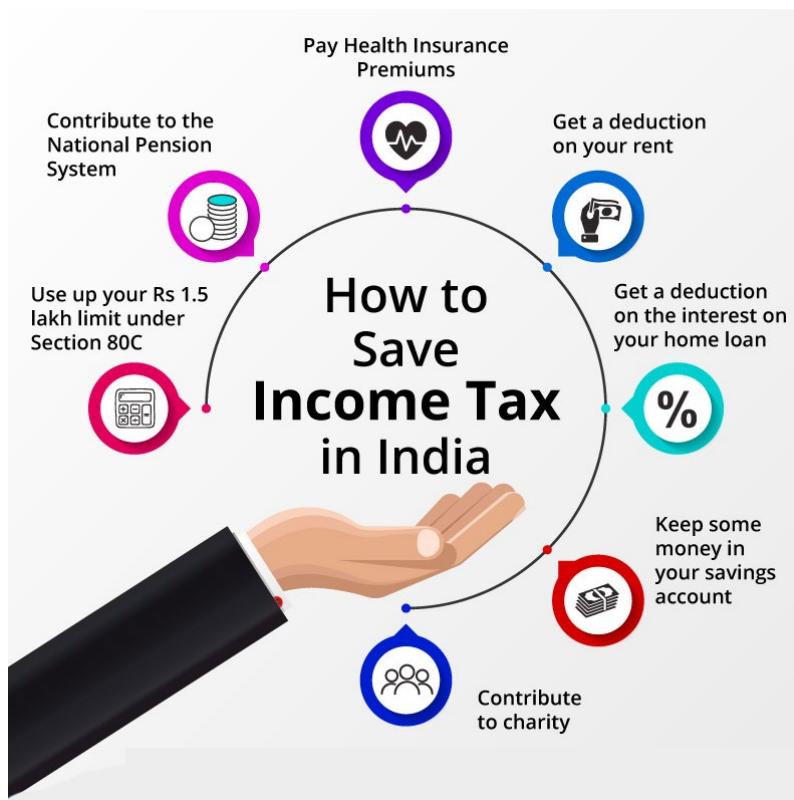 How to
Save
Income Tax
in India
Use up your Rs 1.5
lakh limit under
Section 80C
Contribute to the
National Pension
System
Pay Health Insurance
Premiums
Get a deduction
on your rent
Get a deduction
on the interest on
your home loan
%
Keep some
money in
your savings
account
Contribute
to charity